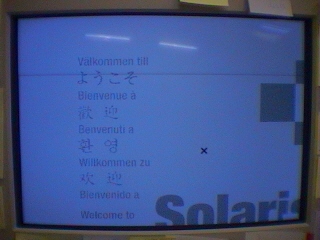 Välkommen till
ようこそ
Bienvenue à
歡 迎
Benvenuti a
환 영
Willkommen zu
欢 迎
Bienvenido a
Welcome to
Solaris